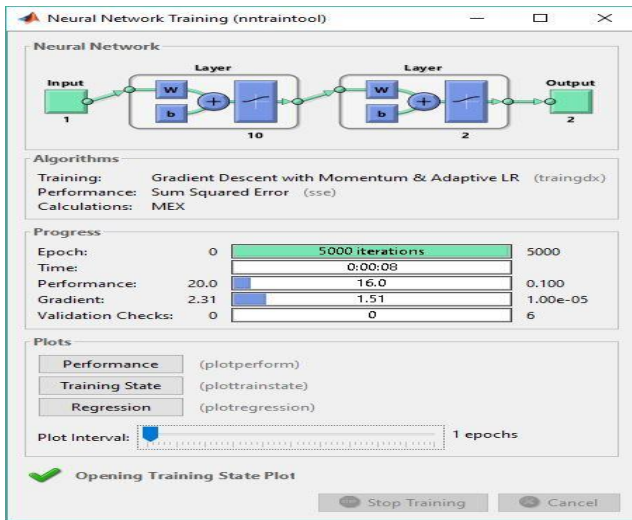 Neural Network Training (nntraintool)
Neural Network
Layer Layer
Input Output
W W
b b
1 10 2 2
Algorithms
Training: Gradient Descent with Momentum & Adaptive LR (traingdx)
Performance: Sum Squared Error (sse)
Calculations: MEX
Progress
Epoch: 0 5000 iterations 5000
Time: 0:00:08
Performance: 20.0 16.0 0.100
Gradient: 2.31 1.51 1.00e-05
Validation Checks: 0 0 6
Plots
Performance (plotperform)
Training State (plottrainstate)
Regression (plotregression)
Plot Interval: 1 epochs
Opening Training State Plot
Stop Training Cancel